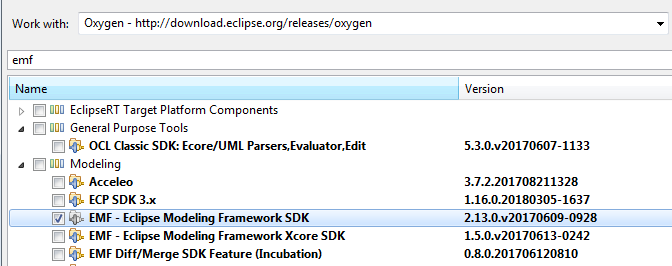 Work with: Oxygen - http://download.eclipse.org/releases/oxygen
emf
Name Version
EclipseRT Target Platform Components
General Purpose Tools
OCL Classic SDK: Ecore/UML Parsers,Evaluator,Edit 5.3.0.v20170607-1133
Modeling
Acceleo 3.7.2.201708211328
ECP SDK 3.x 1.16.0.20180305-1637
EMF - Eclipse Modeling Framework SDK 2.13.0.v20170609-0928
EMF - Eclipse Modeling Framework Xcore SDK 1.5.0.v20170613-0242
EMF Diff/Merge SDK Feature (Incubation) 0.8.0.201706120810